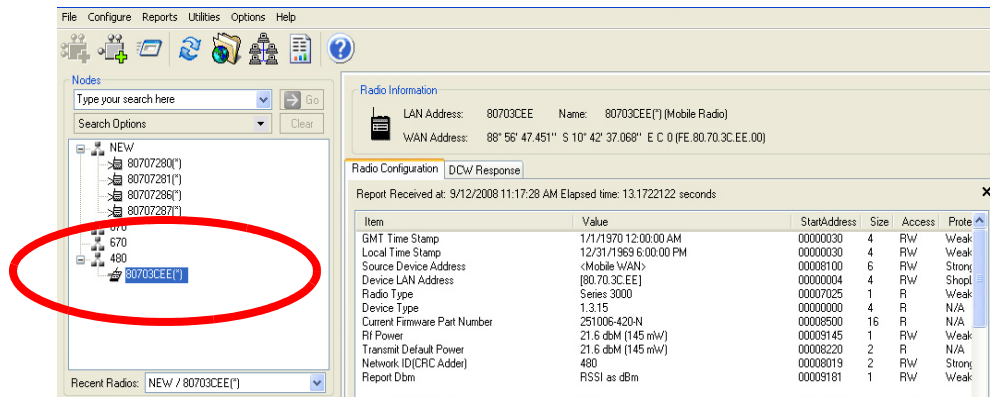 File Configure Reports Utilities Options Help
Nodes
Type your search here
Go
Search Options
Clear
NEW
80707280(*)
80707281(*)
80707286(*)
80707287(*)
670
480
80703CEE(*)
Recent Radios: NEW / 80703CEE(*)
Radio Information
LAN Address: 80703CEE Name: 80703CEE(*) (Mobile Radio)
WAN Address: 88° 56' 47.451'' S 10° 42' 37.068'' E C 0 (FE.80.70.3C.EE.00)
Radio Configuration DCW Response
Report Received at: 9/12/2008 11:17:28 AM Elapsed time: 13.1722122 seconds
Item Value StartAddress Size Access Prote
GMT Time Stamp 1/1/1970 12:00:00 AM 00000030 4 RW Weak
Local Time Stamp 12/31/1969 6:00:00 PM 00000030 4 RW Weak
Source Device Address <Mobile WAN> 00008100 6 RW Strong
Device LAN Address [80.70.3C.EE] 00000004 4 RW ShopL
Radio Type Series 3000 00007025 1 R Weak
Device Type 1.3.15 00000000 4 R N/A
Current Firmware Part Number 251006-420-N 00008500 16 R N/A
Rf Power 21.6 dbM (145 mW) 00009145 1 RW Weak
Transmit Default Power 21.6 dbM (145 mW) 00008220 2 R N/A
Network ID(CRC Adder) 480 00008019 2 RW Strong
Report Dbm RSSI as dBm 00009181 1 RW Weak